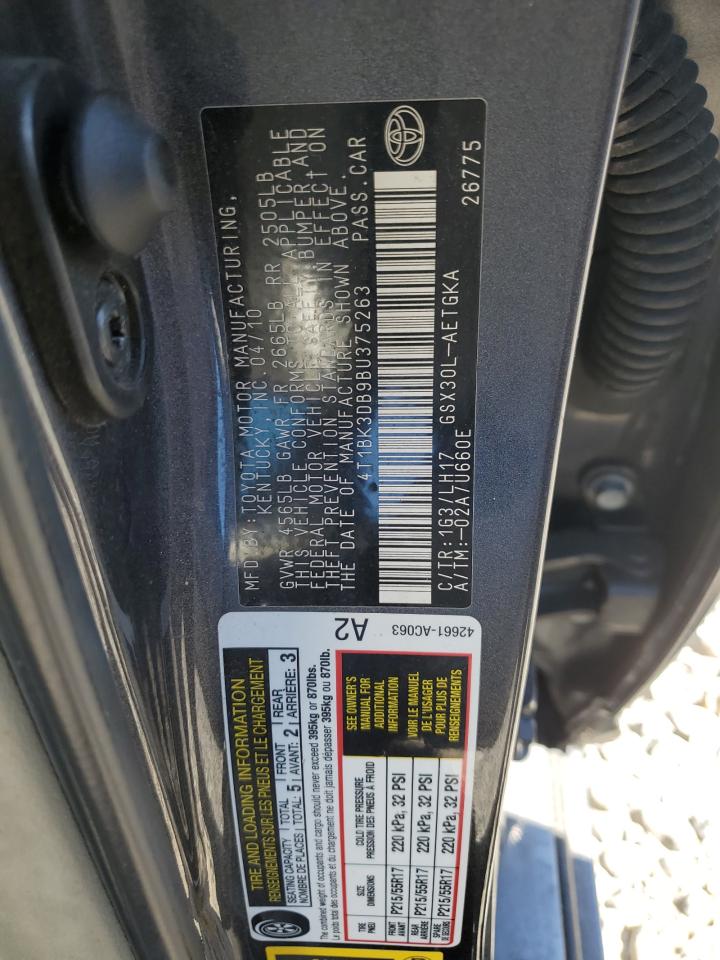 MFD.BY:TOYOTA MOTOR MANUFACTURING,
KENTUCKY, INC. 04/10
GVWR 4565LB GAWR FR 2665LB RR 2505LB
THIS VEHICLE CONFORMS TO ALL APPLICABLE
FEDERAL MOTOR VEHICLE SAFETY, BUMPER, AND
THEFT PREVENTION STANDARDS IN EFFECT ON
THE DATE OF MANUFACTURE SHOWN ABOVE.
4T1BK3DB9BU375263 PASS.CAR
C/TR:1G3/LH17 GSX30L-AETGKA
A/TM:-02A/U660E 26775
TIRE AND LOADING INFORMATION
RENSEIGNEMENTS SUR LES PNEUS ET LE CHARGEMENT
SEATING CAPACITY TOTAL FRONT REAR
NOMBRE DE PLACES TOTAL: 5 AVANT: 2 ARRIÈRE: 3
The combined weight of occupants and cargo should never exceed 395kg or 870lbs.
Le poids total des occupants et du chargement ne doit jamais dépasser 395kg ou 870lb.
TIRE SIZE COLD TIRE PRESSURE
PNEU DIMENSIONS PRESSION DES PNEUS À FROID
FRONT
AVANT P215/55R17 220 kPa, 32 PSI
REAR
ARRIÈRE P215/55R17 220 kPa, 32 PSI
SPARE
DE SECOURS P215/55R17 220 kPa, 32 PSI
SEE OWNER'S
MANUAL FOR
ADDITIONAL
INFORMATION
VOIR LE MANUEL
DE L'USAGER
POUR PLUS DE
RENSEIGNEMENTS
A2
42661-AC063